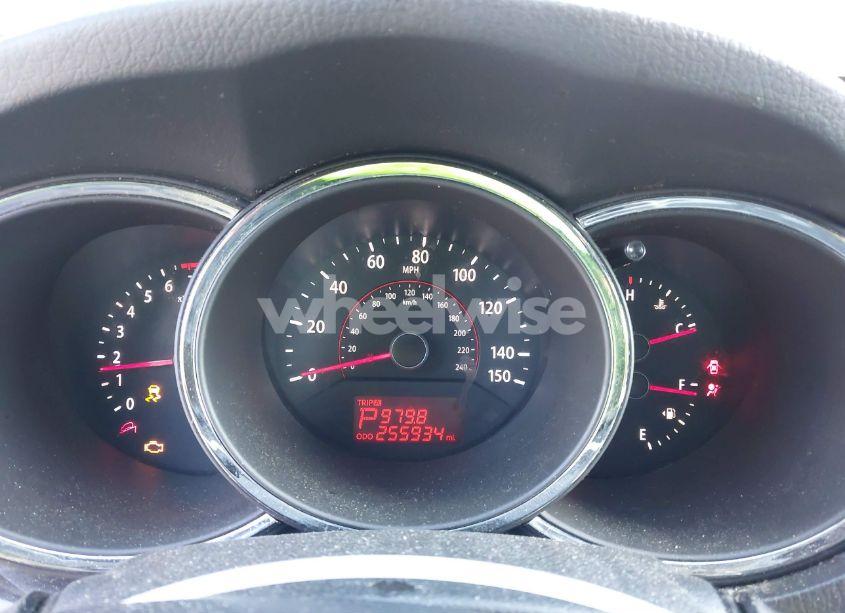 0 1 2 3 4 5 6
0 20 40 60 80 100 120 140 150
MPH
0 20 40 60 80 100 120 140 160 180 200 220 240
km/h
wheelwise
TRIP A
P 979.8
ODO 255934 mi.
H
C
F
E